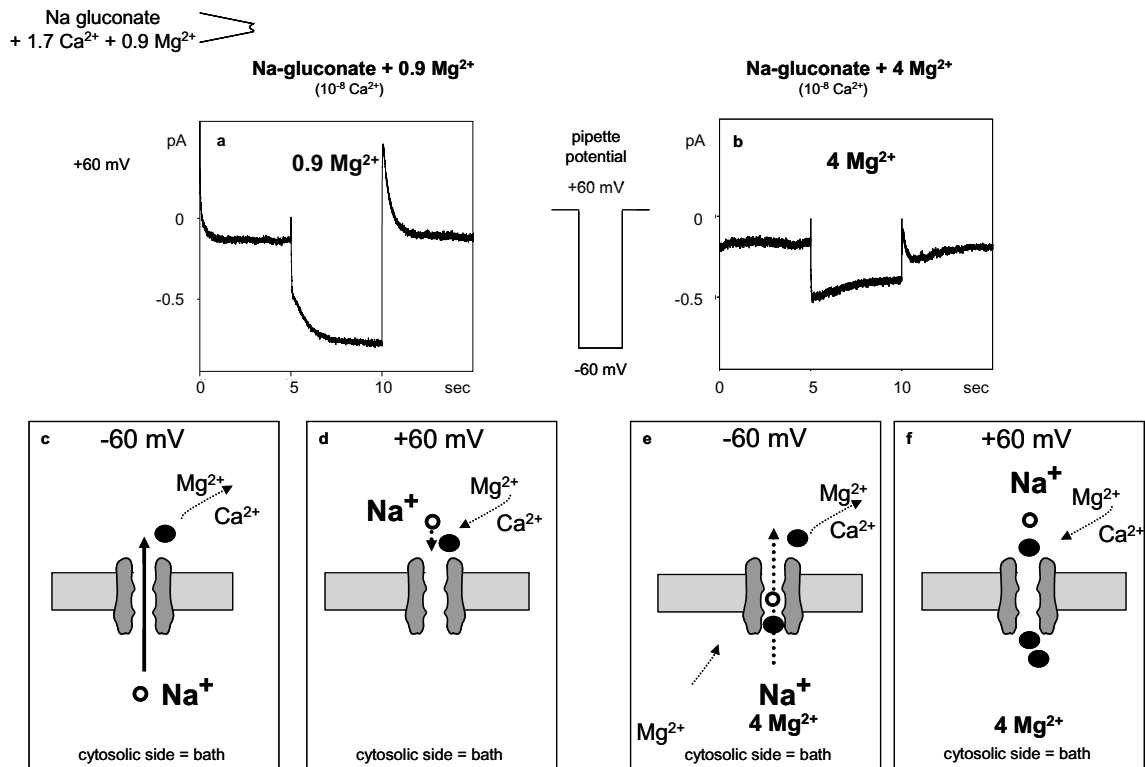 Na gluconate
+ 1.7 Ca²⁺ + 0.9 Mg²⁺
Na-gluconate + 0.9 Mg²⁺
(10⁻⁸ Ca²⁺)
Na-gluconate + 4 Mg²⁺
(10⁻⁸ Ca²⁺)
+60 mV
pA
a
0.9 Mg²⁺
0
-0.5
0
5
10
sec
pipette
potential
+60 mV
-60 mV
pA
b
4 Mg²⁺
0
-0.5
0
5
10
sec
c
-60 mV
Mg²⁺
Ca²⁺
Na⁺
cytosolic side = bath
d
+60 mV
Na⁺
Mg²⁺
Ca²⁺
cytosolic side = bath
e
-60 mV
Mg²⁺
Ca²⁺
Mg²⁺
Na⁺
4 Mg²⁺
cytosolic side = bath
f
+60 mV
Na⁺
Mg²⁺
Ca²⁺
4 Mg²⁺
cytosolic side = bath